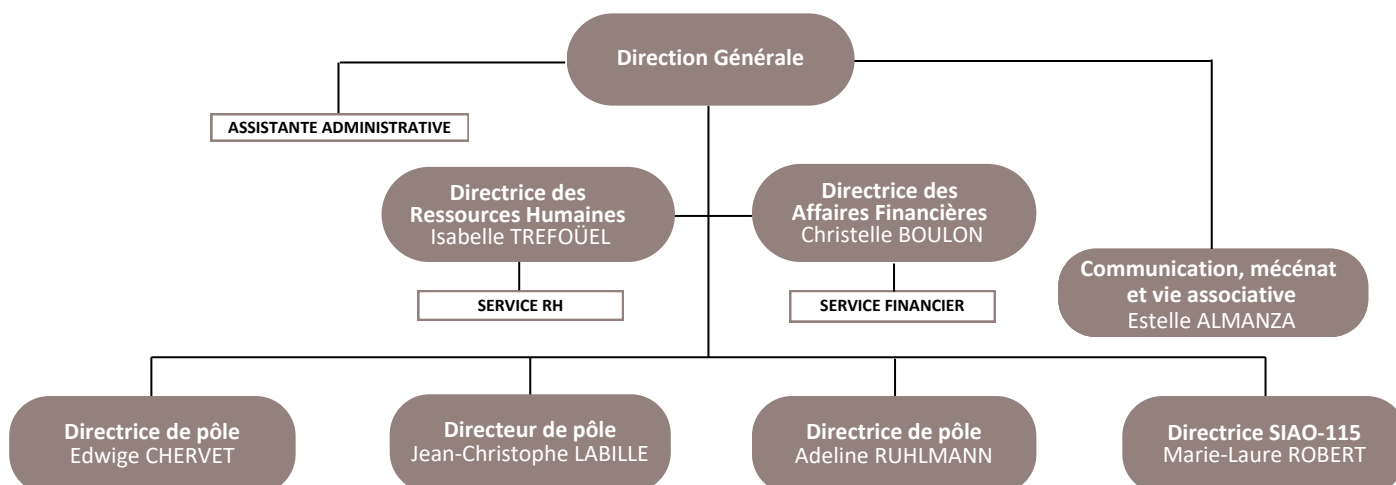 Direction Générale
ASSISTANTE ADMINISTRATIVE
Directrice des
Ressources Humaines
Isabelle TREFOÜEL
Directrice des
Affaires Financières
Christelle BOULON
SERVICE RH
SERVICE FINANCIER
Communication, mécénat
et vie associative
Estelle ALMANZA
Directrice de pôle
Edwige CHERVET
Directeur de pôle
Jean-Christophe LABILLE
Directrice de pôle
Adeline RUHLMANN
Directrice SIAO-115
Marie-Laure ROBERT